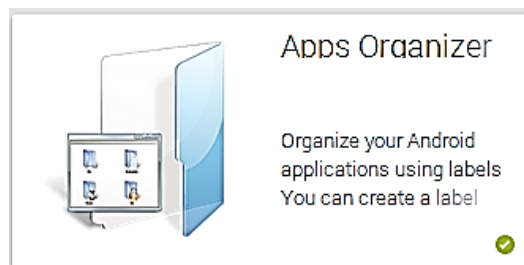 Apps Organizer
Organize your Android
applications using labels
You can create a label